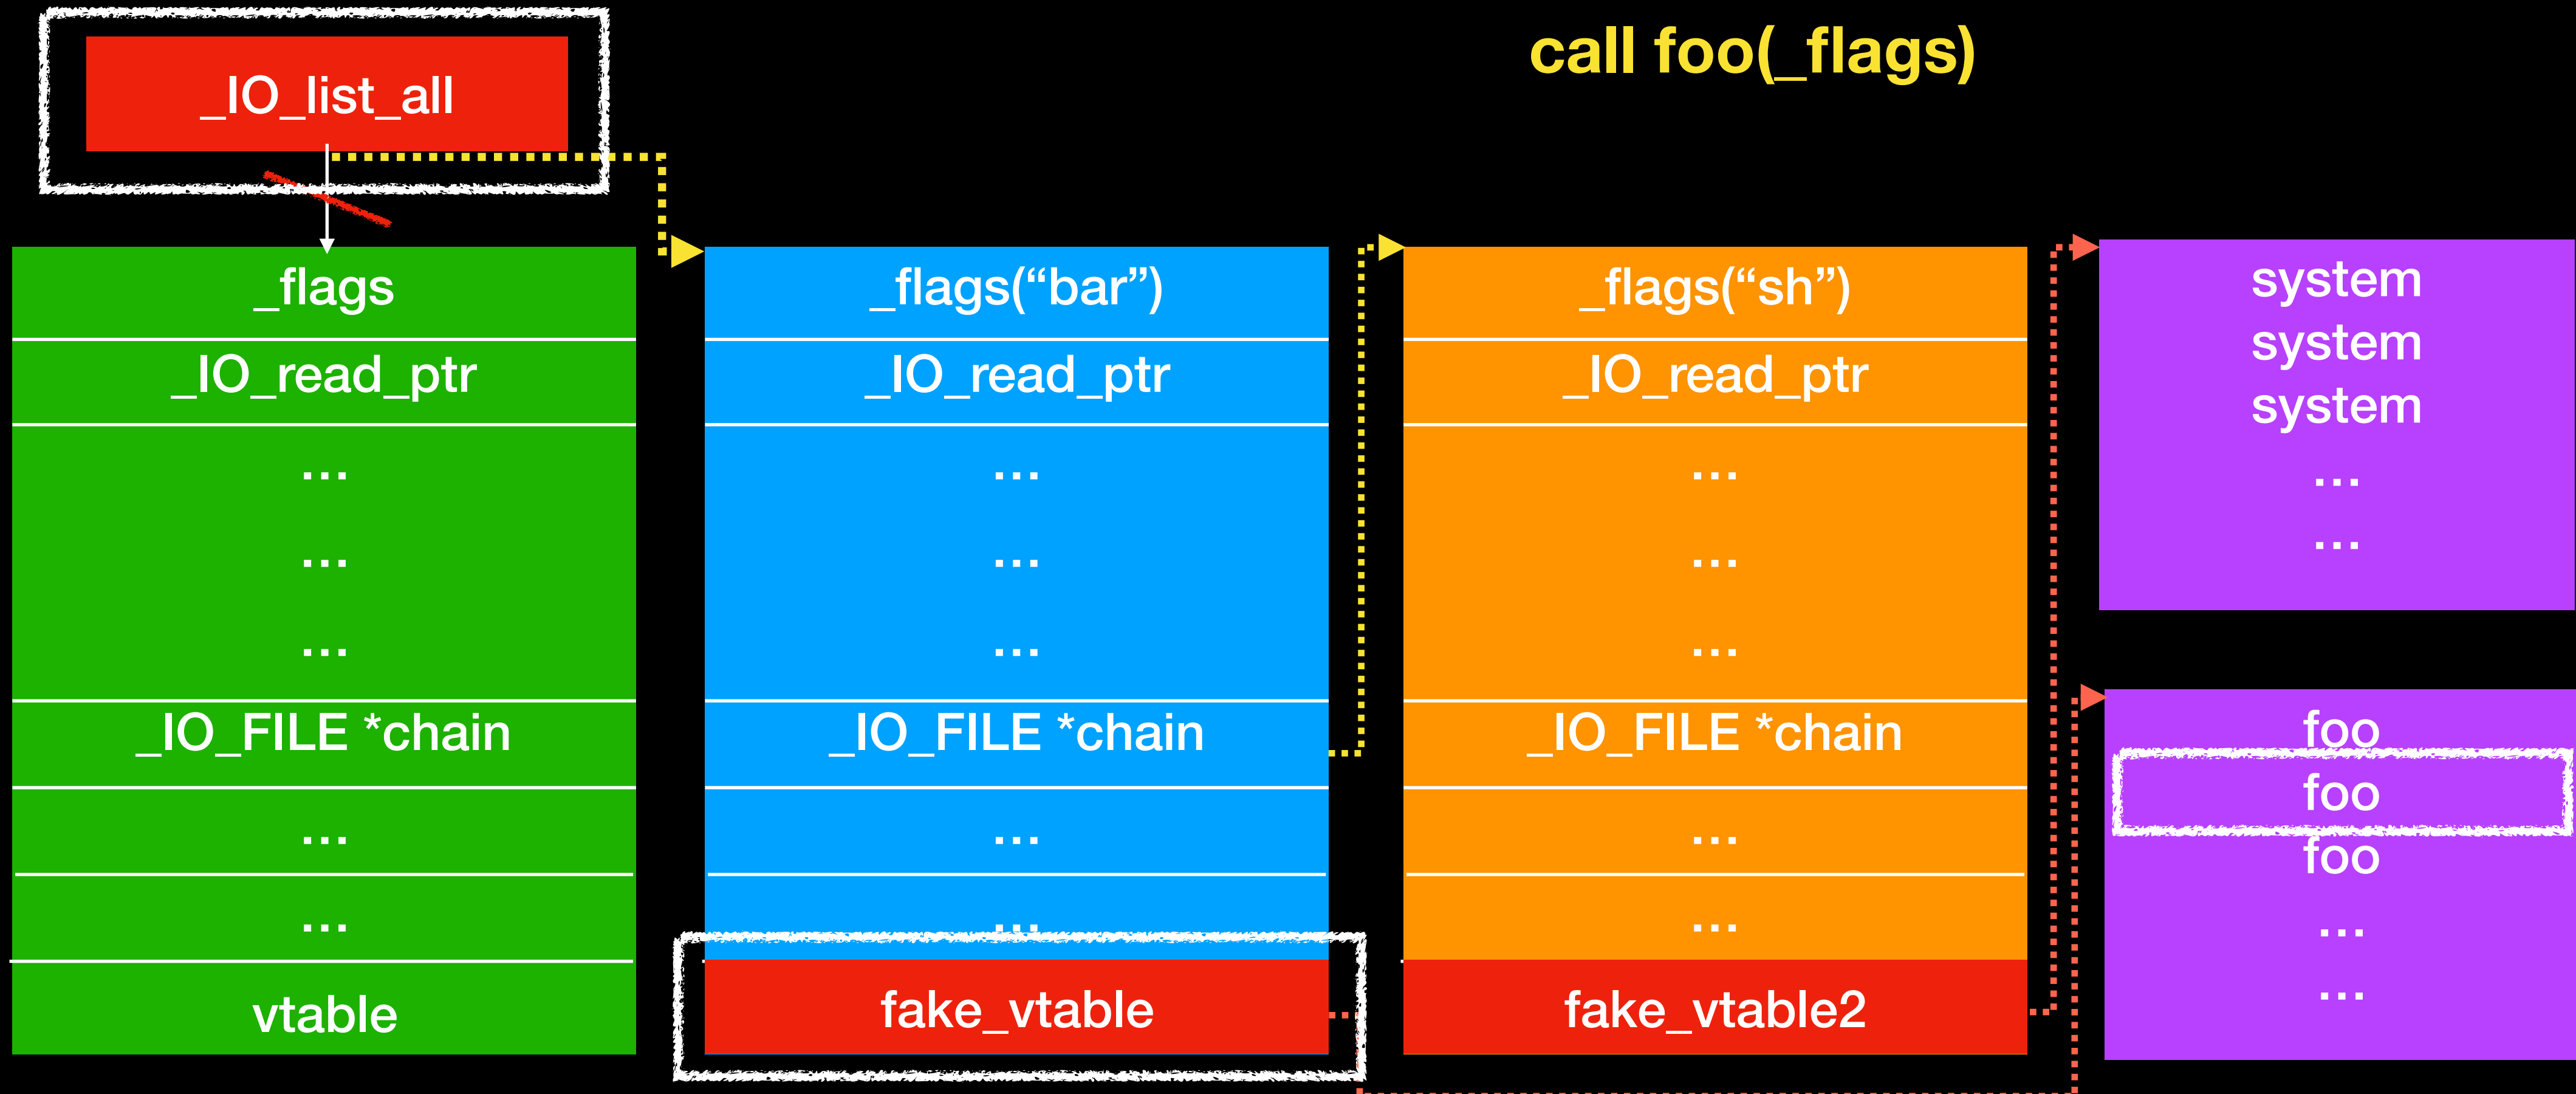 call foo(_flags)
_IO_list_all
_flags
_IO_read_ptr
...
...
...
_IO_FILE *chain
...
...
vtable
_flags(“bar”)
_IO_read_ptr
...
...
...
_IO_FILE *chain
...
...
fake_vtable
_flags(“sh”)
_IO_read_ptr
...
...
...
_IO_FILE *chain
...
...
fake_vtable2
system
system
system
...
...
foo
foo
foo
...
...